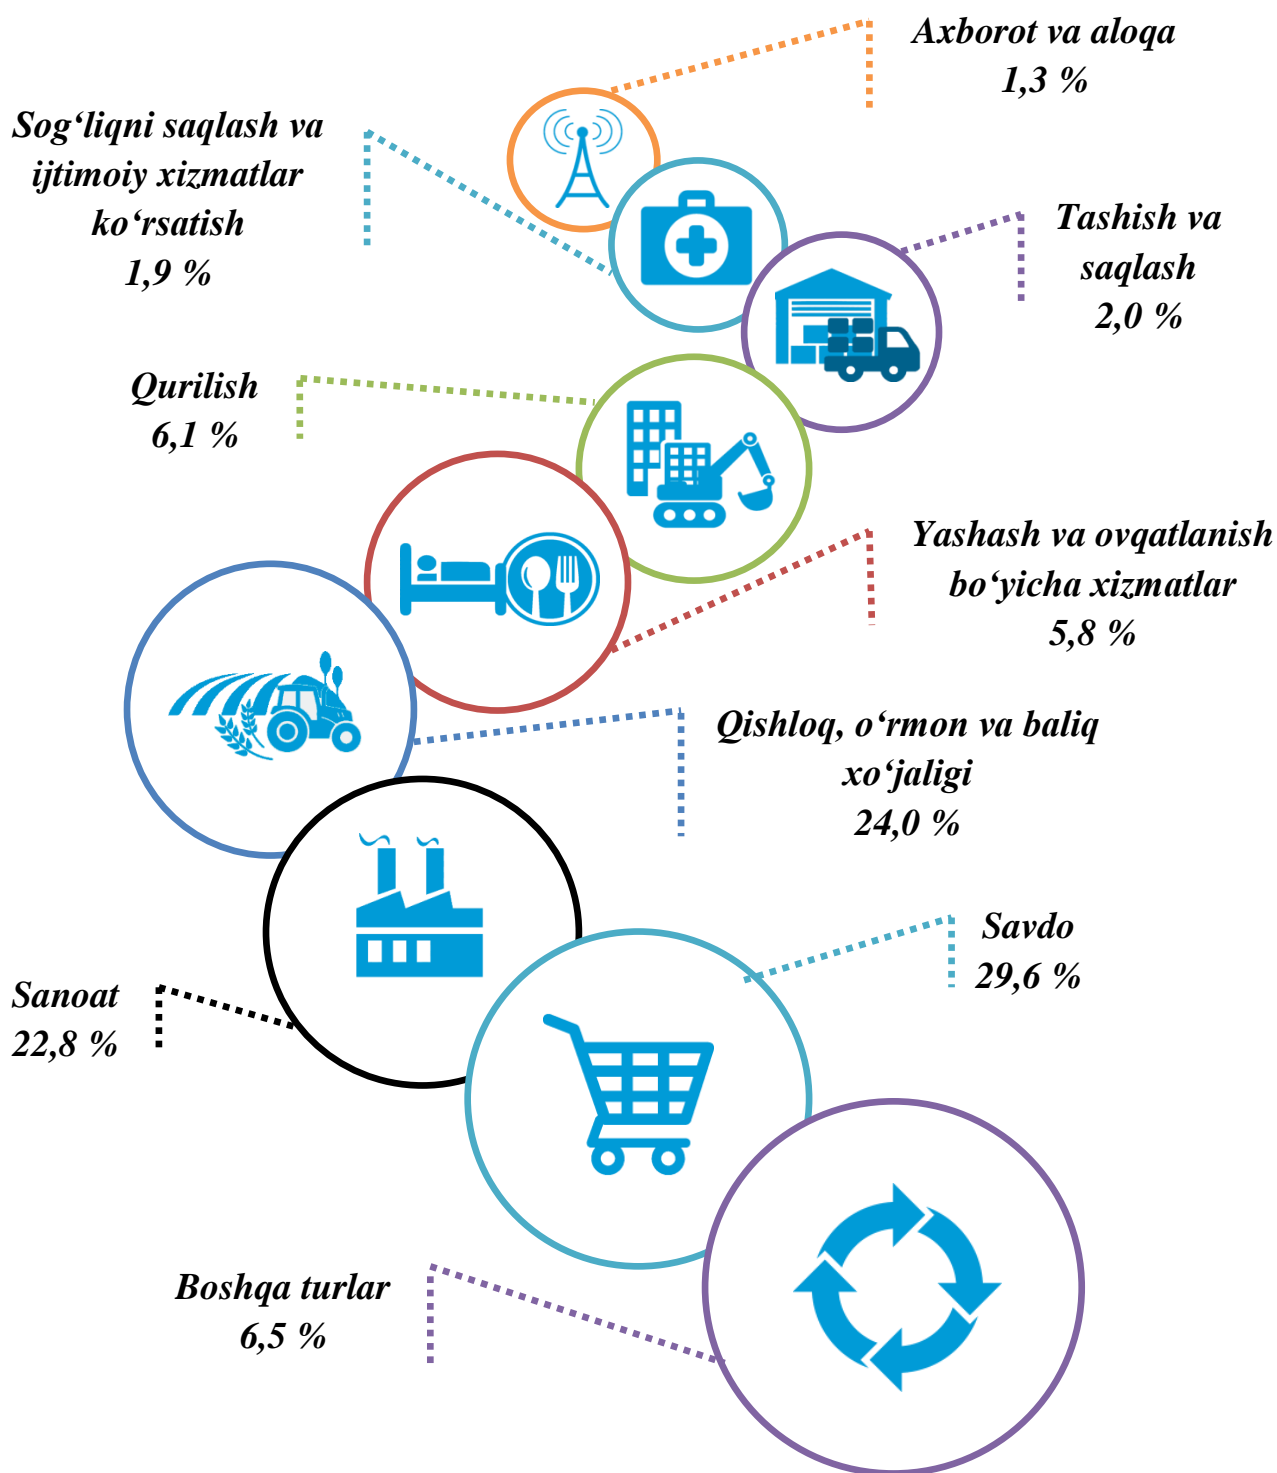 Axborot va aloqa
1,3 %
Sog‘liqni saqlash va
ijtimoiy xizmatlar
ko‘rsatish
1,9 %
Tashish va
saqlash
2,0 %
Qurilish
6,1 %
Yashash va ovqatlanish
bo‘yicha xizmatlar
5,8 %
Qishloq, o‘rmon va baliq
xo‘jaligi
24,0 %
Savdo
29,6 %
Sanoat
22,8 %
Boshqa turlar
6,5 %